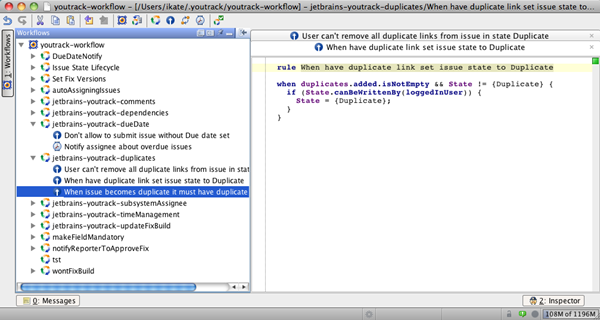 youtrack-workflow – [/Users/ikate/.youtrack/youtrack-workflow] – jetbrains-youtrack-duplicates/When have duplicate link set issue state to...
Workflows
1: Workflows
youtrack-workflow
DueDateNotify
Issue State Lifecycle
Set Fix Versions
autoAssigningIssues
jetbrains-youtrack-comments
jetbrains-youtrack-dependencies
jetbrains-youtrack-dueDate
Don't allow to submit issue without Due date set
Notify assignee about overdue issues
jetbrains-youtrack-duplicates
User can't remove all duplicate links from issue in stat
When have duplicate link set issue state to Duplicate
When issue becomes duplicate it must have duplicate
jetbrains-youtrack-subsystemAssignee
jetbrains-youtrack-timeManagement
jetbrains-youtrack-updateFixBuild
makeFieldMandatory
notifyReporterToApproveFix
tst
wontFixBuild
User can't remove all duplicate links from issue in state Duplicate
When have duplicate link set issue state to Duplicate
rule When have duplicate link set issue state to Duplicate
when duplicates.added.isNotEmpty && State != {Duplicate} {
if (State.canBeWrittenBy(loggedInUser)) {
State = {Duplicate};
}
}
0: Messages
2: Inspector
108M of 1196M